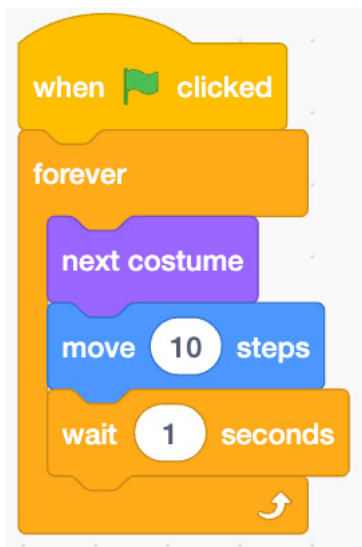 when clicked
forever
next costume
move 10 steps
wait 1 seconds